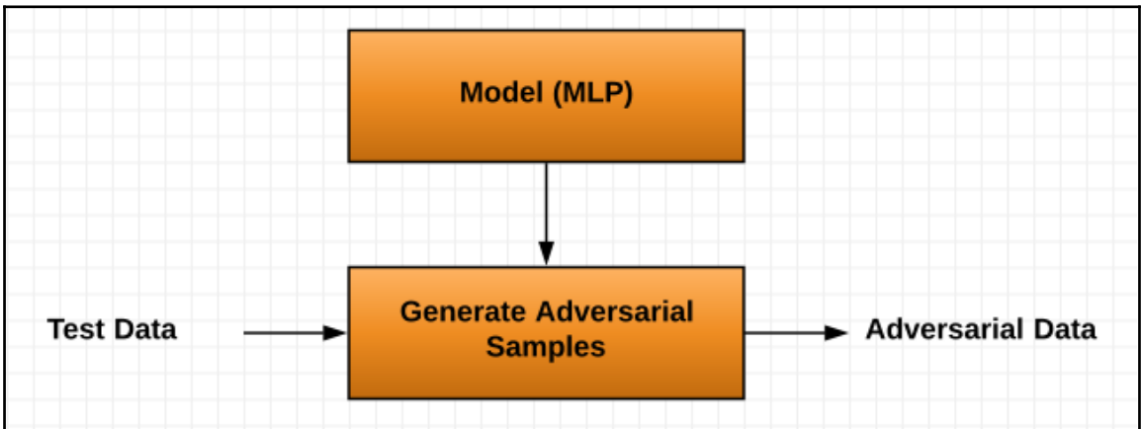 Model (MLP)
Generate Adversarial
Samples
Test Data
Adversarial Data